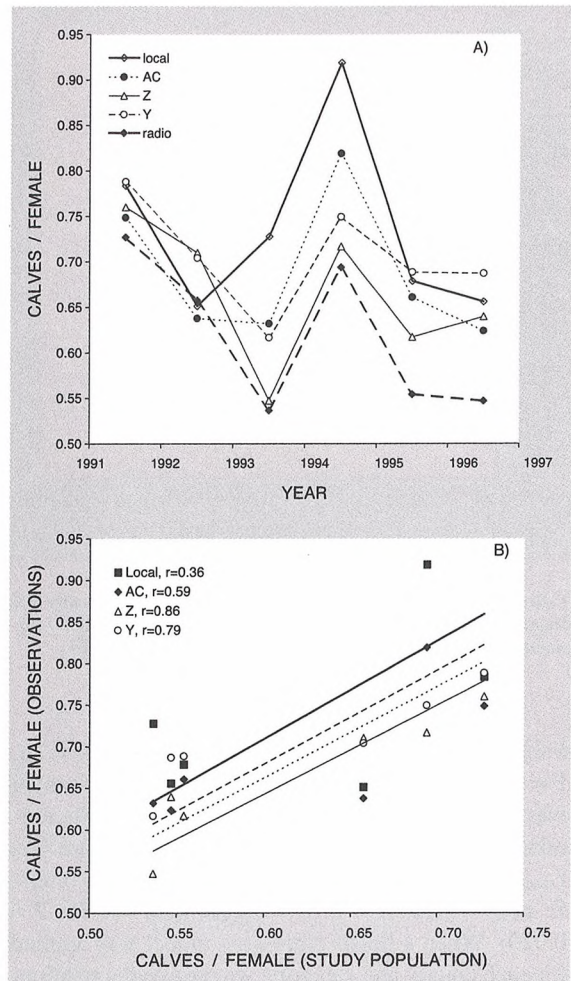 A)
local
AC
Z
Y
radio
CALVES / FEMALE
0.95
0.90
0.85
0.80
0.75
0.70
0.65
0.60
0.55
0.50
1991 1992 1993 1994 1995 1996 1997
YEAR
B)
Local, r=0.36
AC, r=0.59
Z, r=0.86
Y, r=0.79
CALVES / FEMALE (OBSERVATIONS)
0.95
0.90
0.85
0.80
0.75
0.70
0.65
0.60
0.55
0.50
0.50 0.55 0.60 0.65 0.70 0.75
CALVES / FEMALE (STUDY POPULATION)